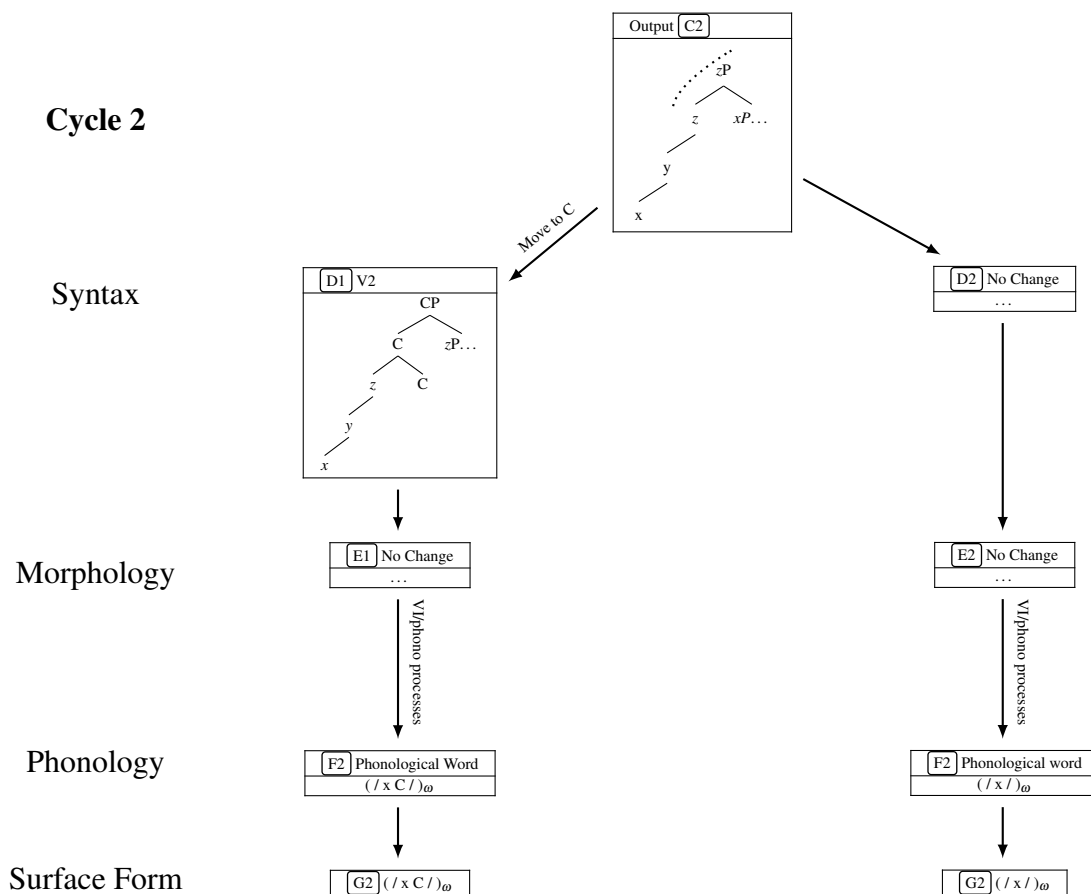 Output C2
zP
Cycle 2
z xP...
y
x
Move to C
Syntax
D1 V2
CP
C zP...
z C
y
x
D2 No Change
...
Morphology
E1 No Change
...
E2 No Change
...
VI/phono processes
VI/phono processes
Phonology
F2 Phonological Word
( / x C / )ω
F2 Phonological word
( / x / )ω
Surface Form
G2 ( / x C / )ω
G2 ( / x / )ω